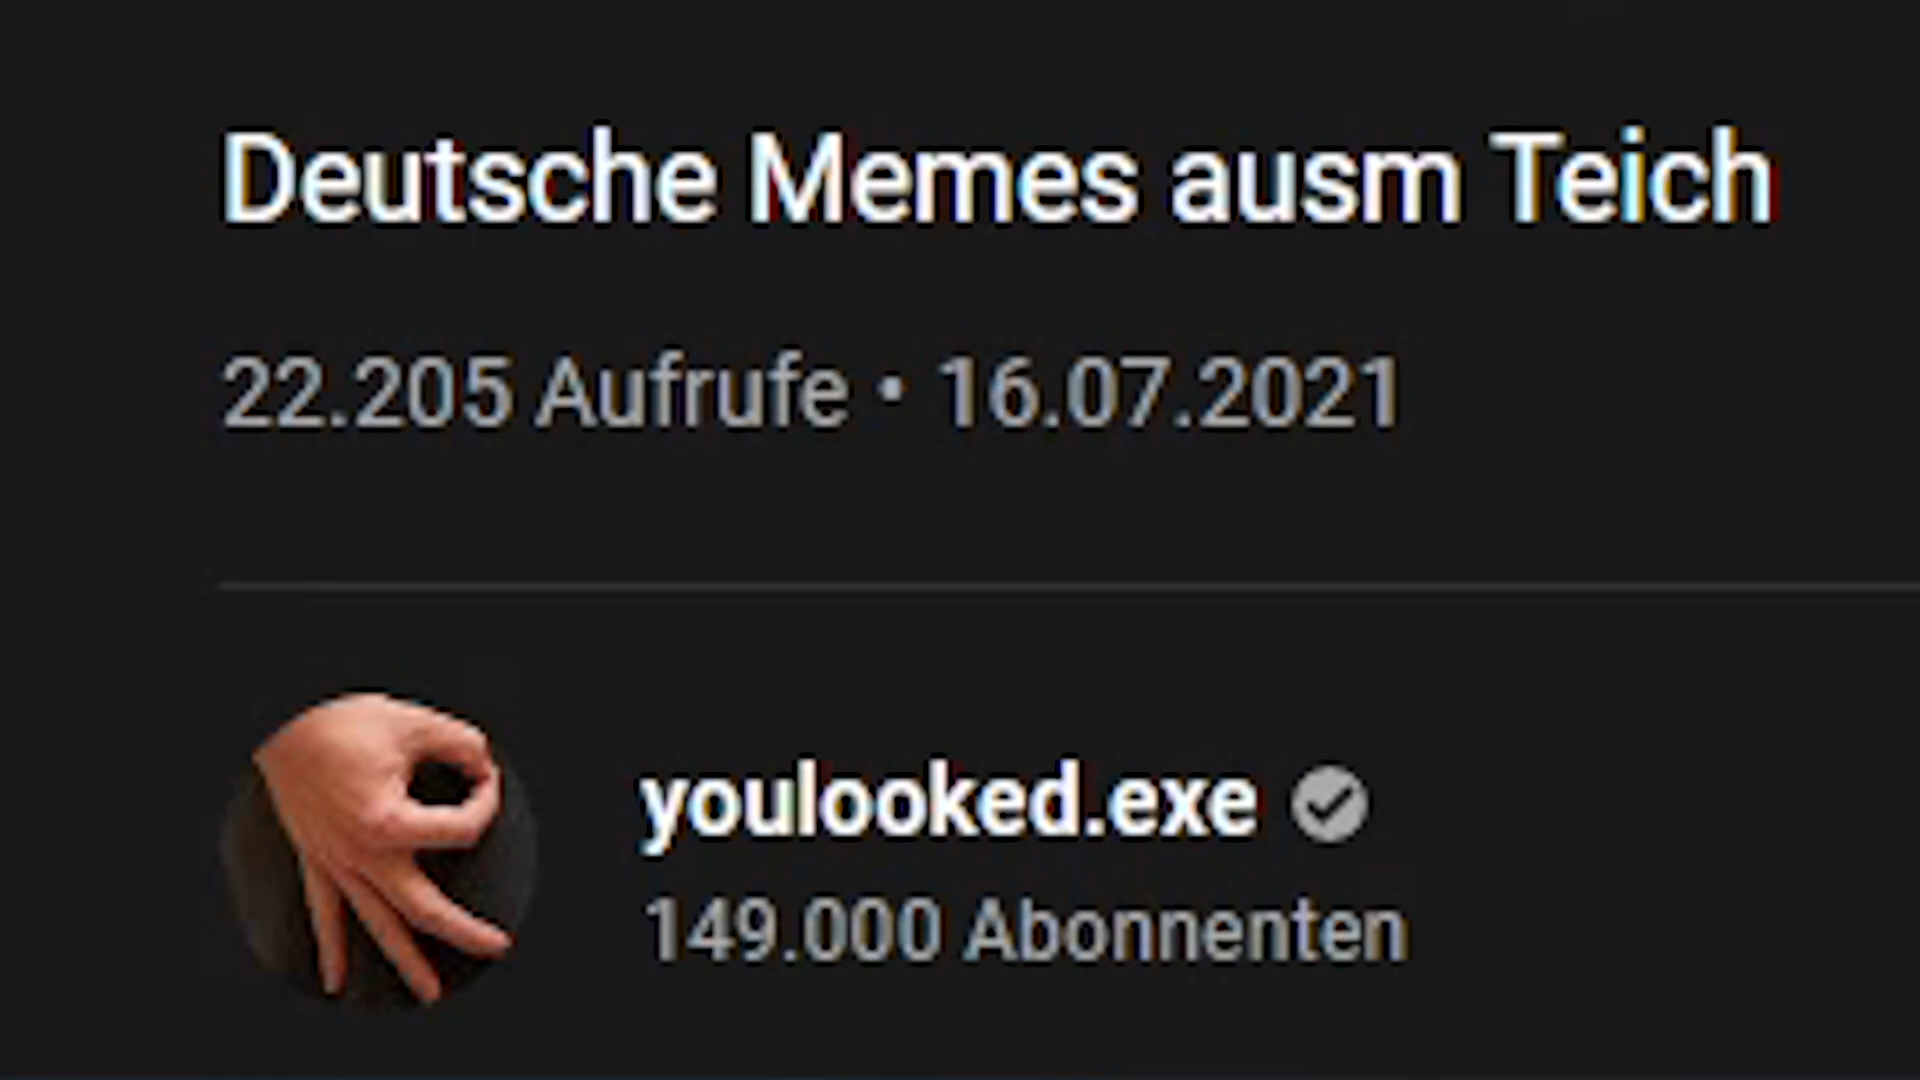 Deutsche Memes ausm Teich
22.205 Aufrufe • 16.07.2021
youlooked.exe
149.000 Abonnenten